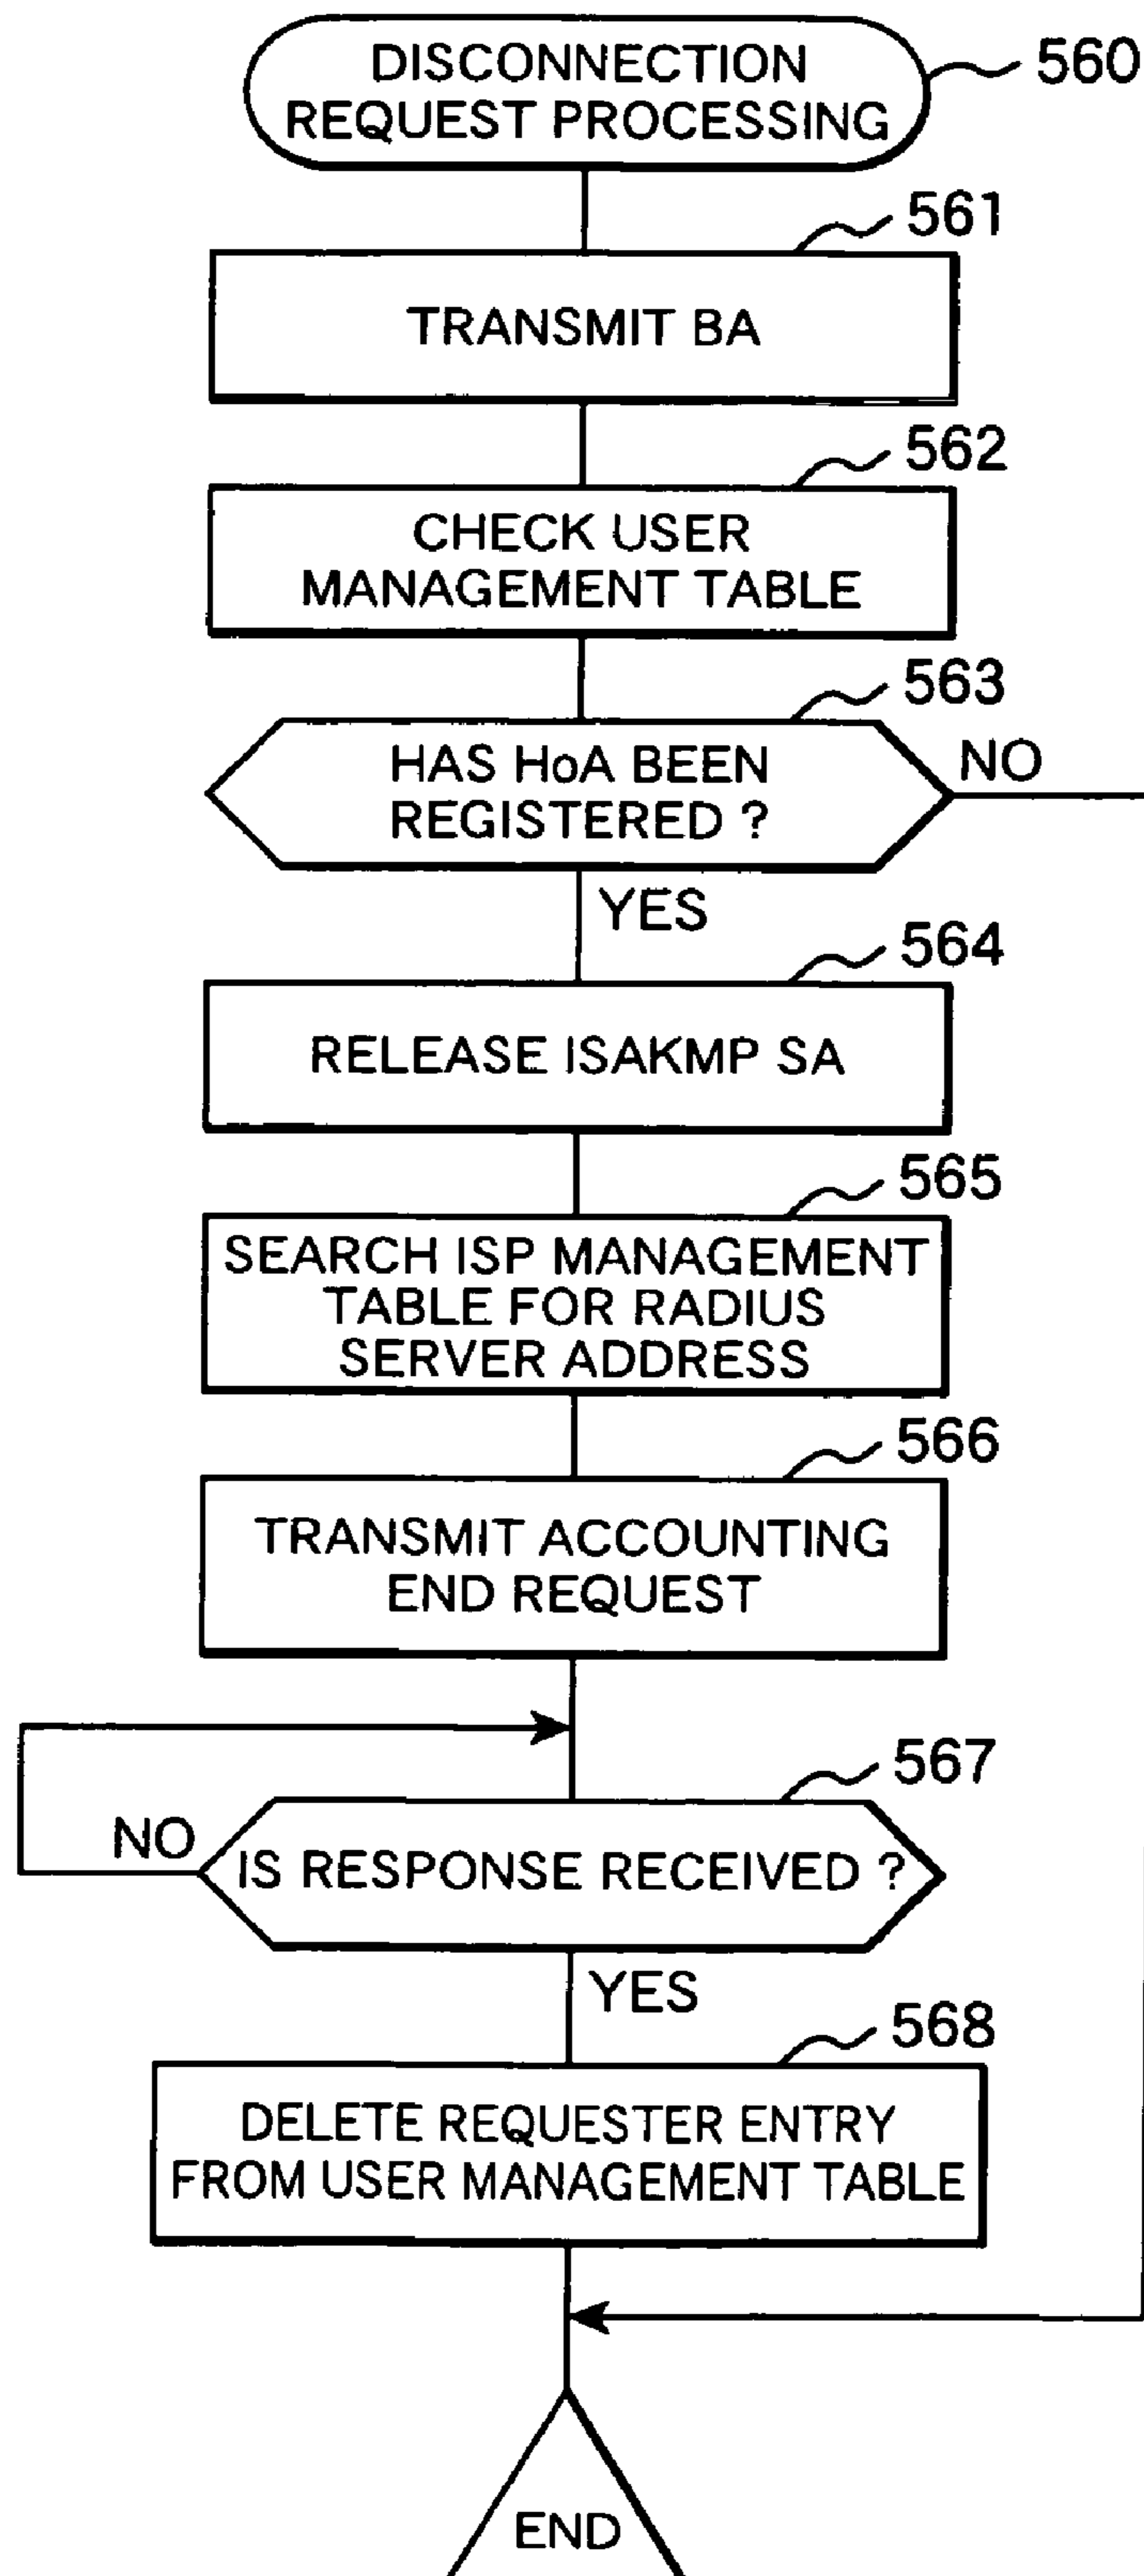 DISCONNECTION
REQUEST PROCESSING
560
561
TRANSMIT BA
562
CHECK USER
MANAGEMENT TABLE
563
HAS HoA BEEN
REGISTERED ?
NO
YES
564
RELEASE ISAKMP SA
565
SEARCH ISP MANAGEMENT
TABLE FOR RADIUS
SERVER ADDRESS
566
TRANSMIT ACCOUNTING
END REQUEST
567
NO
IS RESPONSE RECEIVED ?
YES
568
DELETE REQUESTER ENTRY
FROM USER MANAGEMENT TABLE
END